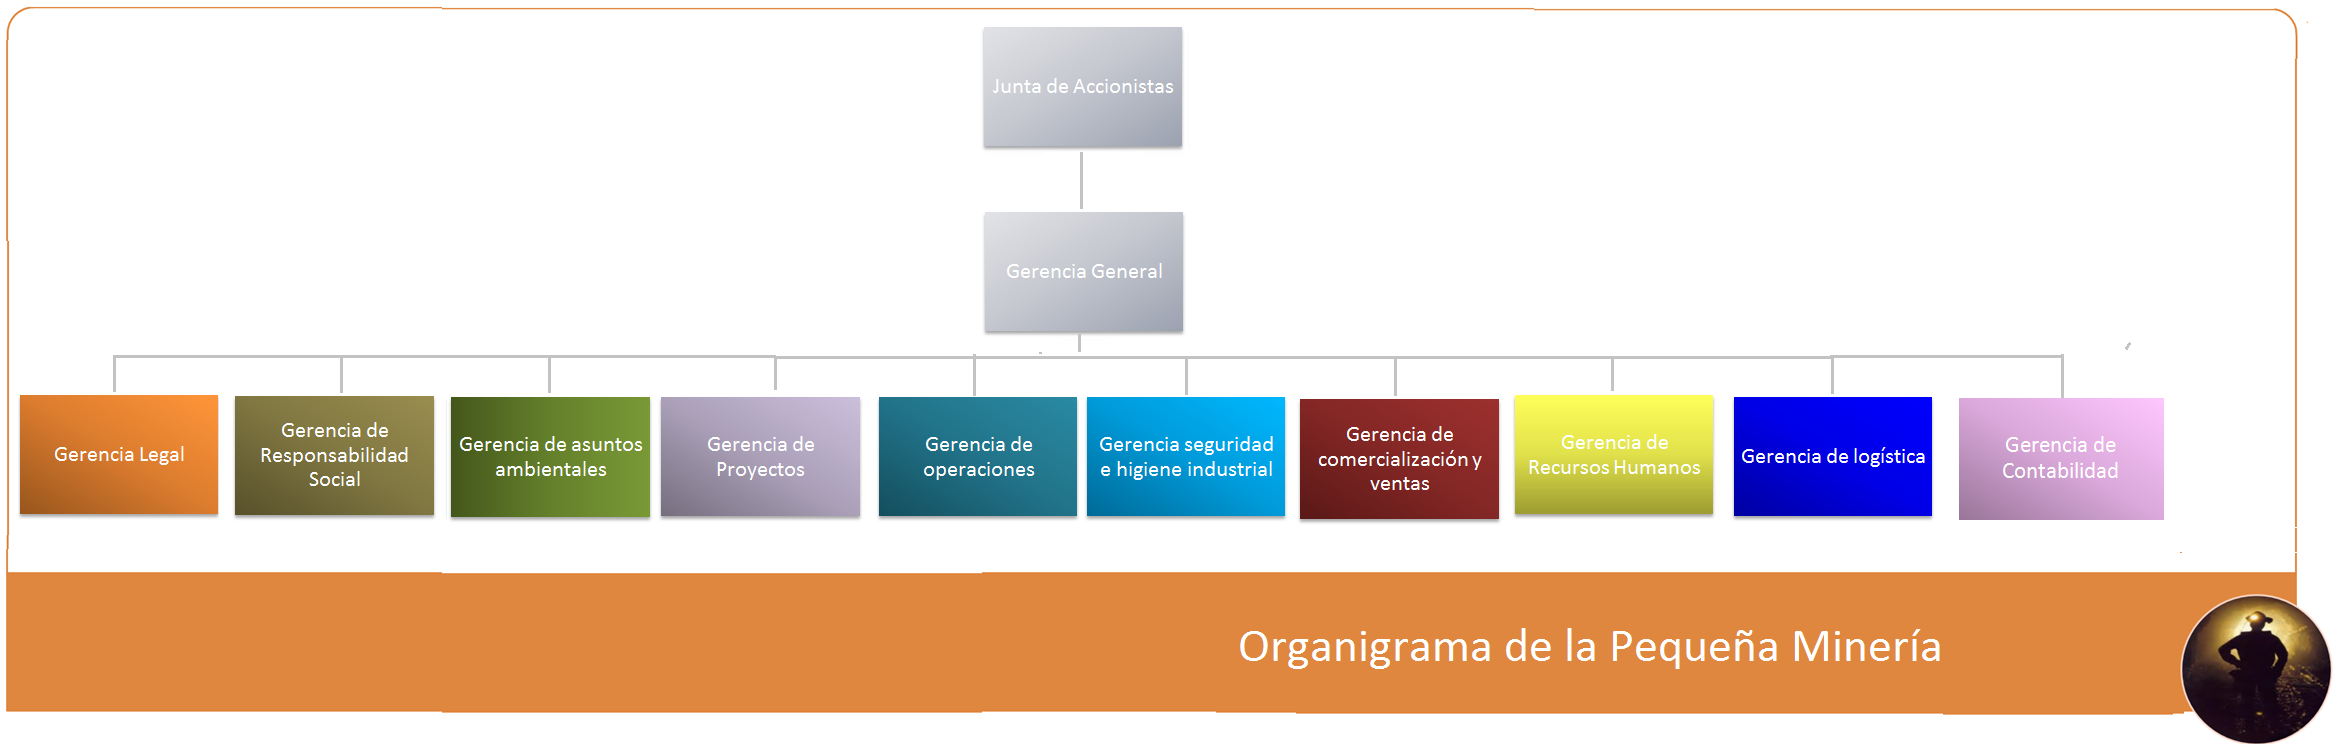 Junta de Accionistas
Gerencia General
Gerencia Legal
Gerencia de
Responsabilidad
Social
Gerencia de asuntos
ambientales
Gerencia de
Proyectos
Gerencia de
operaciones
Gerencia seguridad
e higiene industrial
Gerencia de
comercialización y
ventas
Gerencia de
Recursos Humanos
Gerencia de logística
Gerencia de
Contabilidad
Organigrama de la Pequeña Minería